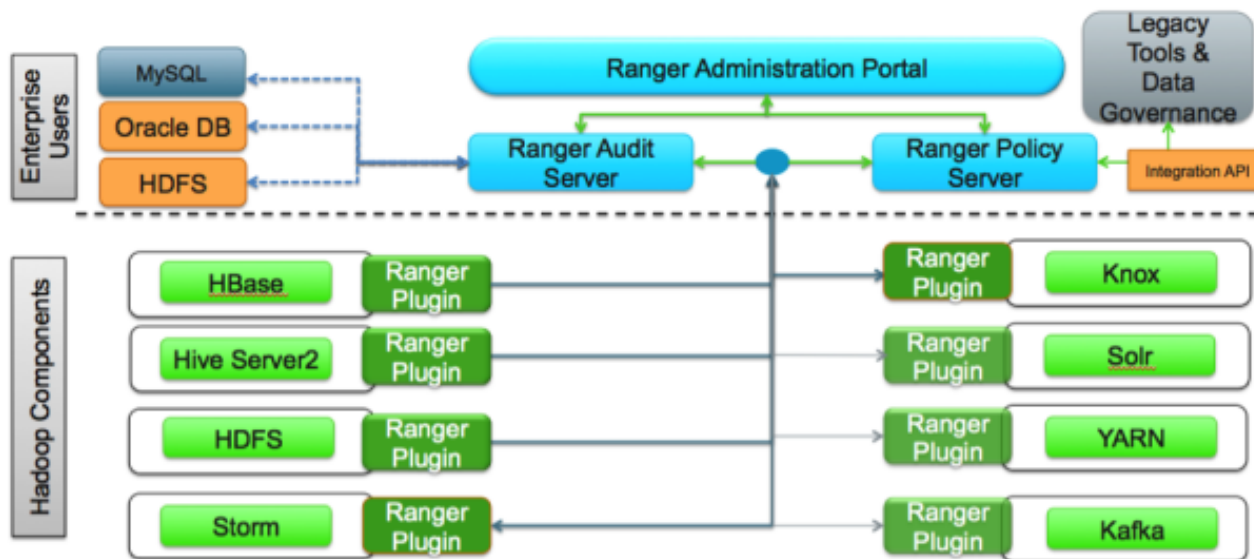 Enterprise
Users
MySQL
Oracle DB
HDFS
Ranger Administration Portal
Ranger Audit
Server
Ranger Policy
Server
Legacy
Tools &
Data
Governance
Integration API
Hadoop Components
HBase
Ranger
Plugin
Hive Server2
Ranger
Plugin
HDFS
Ranger
Plugin
Storm
Ranger
Plugin
Ranger
Plugin
Knox
Ranger
Plugin
Solr
Ranger
Plugin
YARN
Ranger
Plugin
Kafka